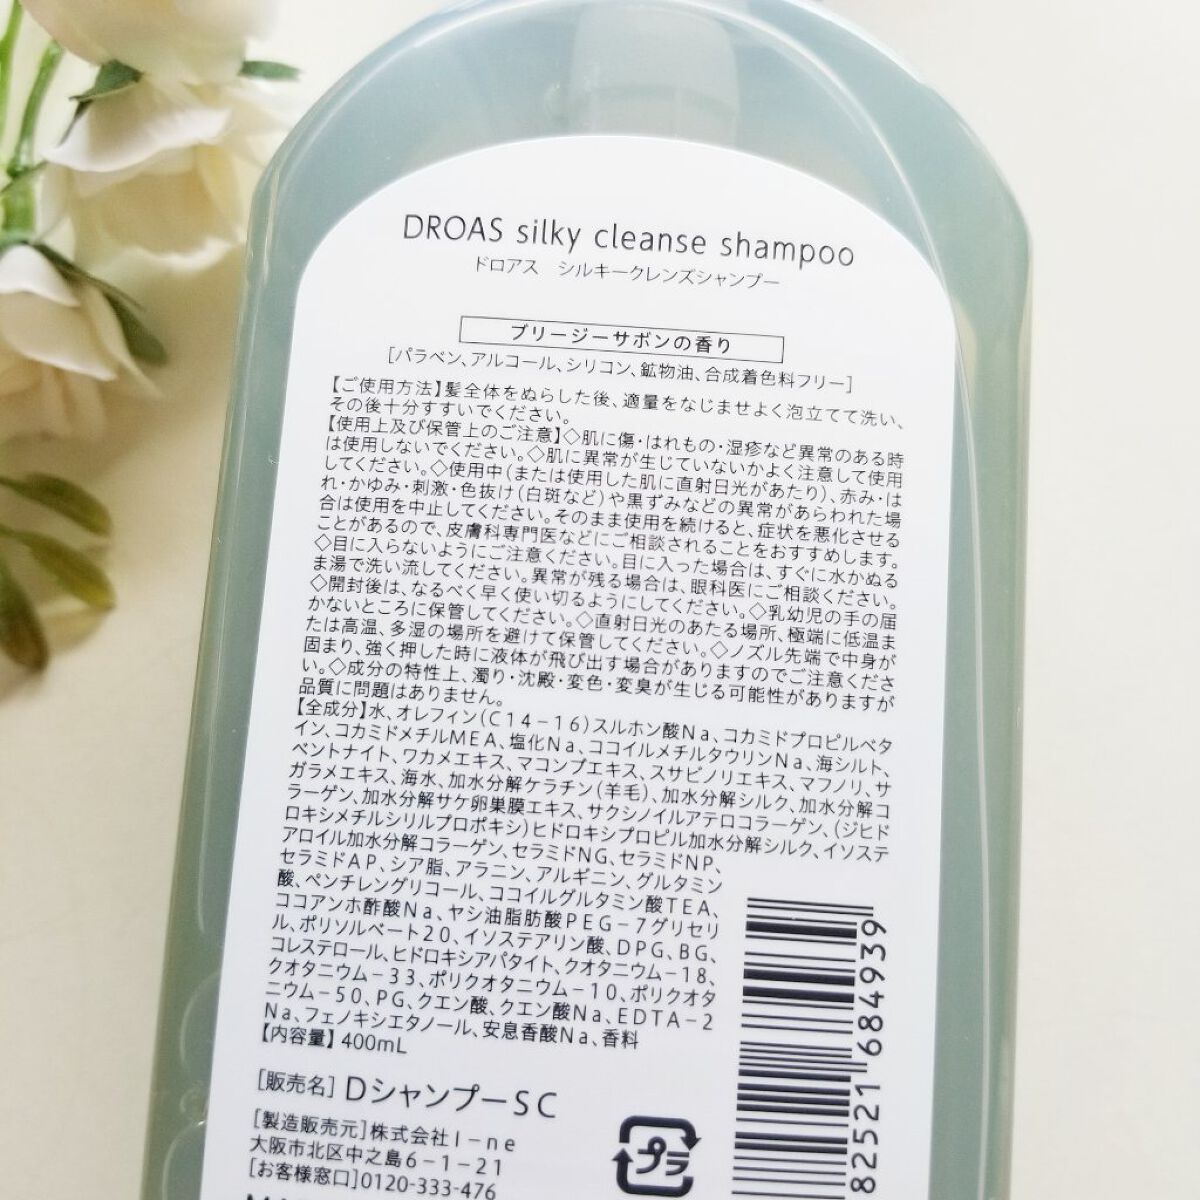 DROAS silky cleanse shampoo
ドロアス シルキークレンズシャンプー
ブリージーサボンの香り
[パラベン、アルコール、シリコン、鉱物油、合成着色料フリー]
【ご使用方法】髪全体をぬらした後、適量をなじませよく泡立てて洗い、
その後十分すすいでください。
【使用上及び保管上のご注意】◇肌に傷・はれもの・湿疹など異常のある時
は使用しないでください。◇肌に異常が生じていないかよく注意して使用
してください。◇使用中(または使用した肌に直射日光があたり)、赤み・は
れ・かゆみ・刺激・色抜け(白斑など)や黒ずみなどの異常があらわれた場
合は使用を中止してください。そのまま使用を続けると、症状を悪化させる
ことがあるので、皮膚科専門医などにご相談されることをおすすめします。
◇目に入らないようにご注意ください。目に入った場合は、すぐに水かぬる
ま湯で洗い流してください。異常が残る場合は、眼科医にご相談ください。
◇開封後は、なるべく早く使い切るようにしてください。◇乳幼児の手の届
かないところに保管してください。◇直射日光のあたる場所、極端に低温ま
たは高温、多湿の場所を避けて保管してください。◇ノズル先端で中身が
固まり、強く押した時に液体が飛び出す場合がありますのでご注意くださ
い。◇成分の特性上、濁り・沈殿・変色・変臭が生じる可能性がありますが
品質に問題はありません。
【全成分】水、オレフィン(C14-16)スルホン酸Na、コカミドプロピルベタ
イン、コカミドメチルMEA、塩化Na、ココイルメチルタウリンNa、海シルト、
ベントナイト、ワカメエキス、マコンブエキス、スサビノリエキス、マフノリ、サ
ガラメエキス、海水、加水分解ケラチン(羊毛)、加水分解シルク、加水分解コ
ラーゲン、加水分解サケ卵巣膜エキス、サクシノイルアテロコラーゲン、(ジヒド
ロキシメチルシリルプロポキシ)ヒドロキシプロピル加水分解シルク、イソステ
アロイル加水分解コラーゲン、セラミドNG、セラミドNP、
セラミドAP、シア脂、アラニン、アルギニン、グルタミン
酸、ペンチレングリコール、ココイルグルタミン酸TEA、
ココアンホ酢酸Na、ヤシ油脂肪酸PEG-7グリセリ
ル、ポリソルベート20、イソステアリン酸、DPG、BG、
コレステロール、ヒドロキシアパタイト、クオタニウム-18、
クオタニウム-33、ポリクオタニウム-10、ポリクオタ
ニウム-50、PG、クエン酸、クエン酸Na、EDTA-2
Na、フェノキシエタノール、安息香酸Na、香料
【内容量】400mL
[販売名]DシャンプーSC
[製造販売元]株式会社I-ne
大阪市北区中之島6-1-21
[お客様窓口]0120-333-476
プラ
82521 684939